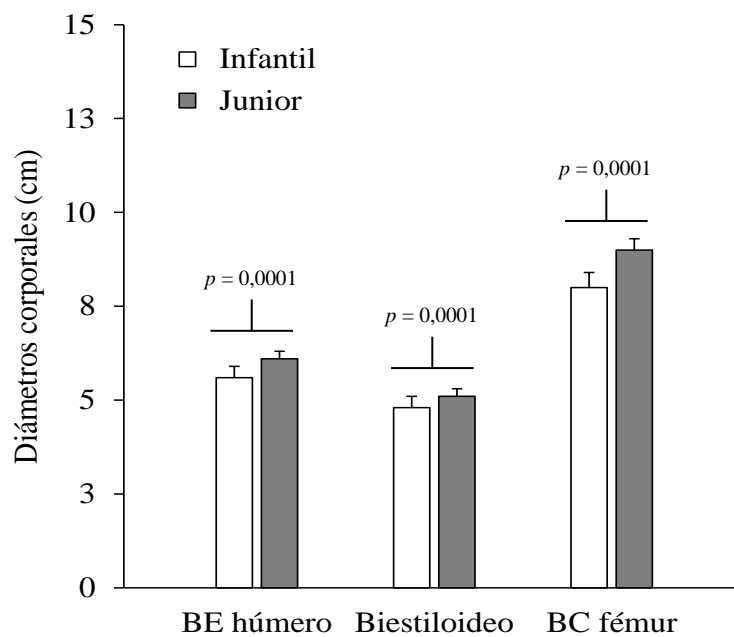 15
13
10
8
5
3
0
Diámetros corporales (cm)
Infantil
Junior
p = 0,0001
p = 0,0001
p = 0,0001
BE húmero
Biestiloideo
BC fémur